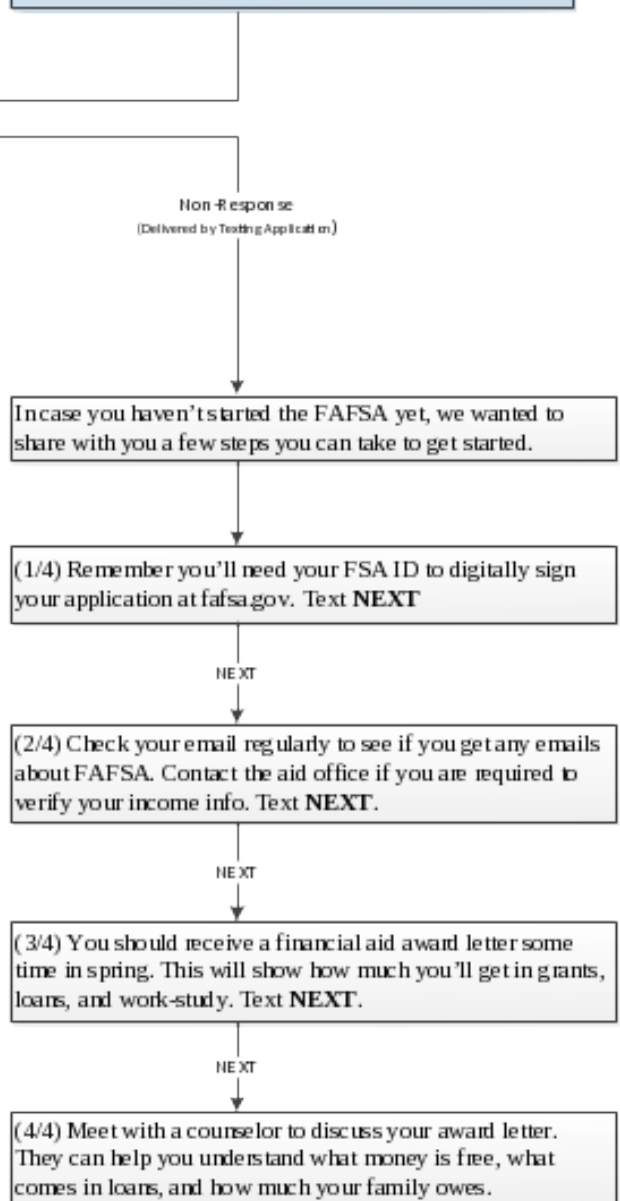 Non-Response
(Delivered by Texting Application)
In case you haven't started the FAFSA yet, we wanted to
share with you a few steps you can take to get started.
(1/4) Remember you'll need your FSA ID to digitally sign
your application at fafsa.gov. Text NEXT
NEXT
(2/4) Check your email regularly to see if you get any emails
about FAFSA. Contact the aid office if you are required to
verify your income info. Text NEXT.
NEXT
(3/4) You should receive a financial aid award letter some
time in spring. This will show how much you'll get in grants,
loans, and work-study. Text NEXT.
NEXT
(4/4) Meet with a counselor to discuss your award letter.
They can help you understand what money is free, what
comes in loans, and how much your family owes.